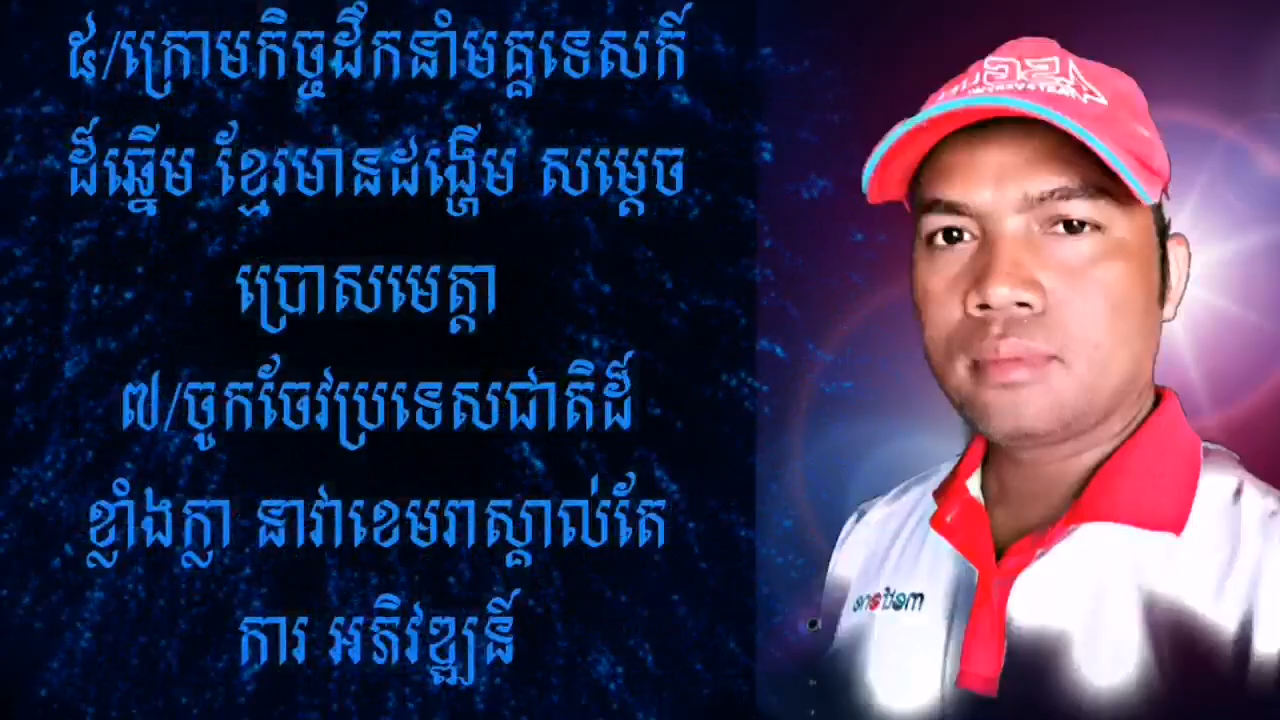 ៥/ក្រោមកិច្ចដឹកនាំមគ្គទេសក៍
ដ៏ឆ្នើម ខ្មែរមានដង្ហើម សម្ដេច
ប្រោសមេត្តា
៧/ចូកចែវប្រទេសជាតិដ៏
ខ្លាំងក្លា នាវាខេមរាស្គាល់តែ
ការ អភិវឌ្ឍន៍